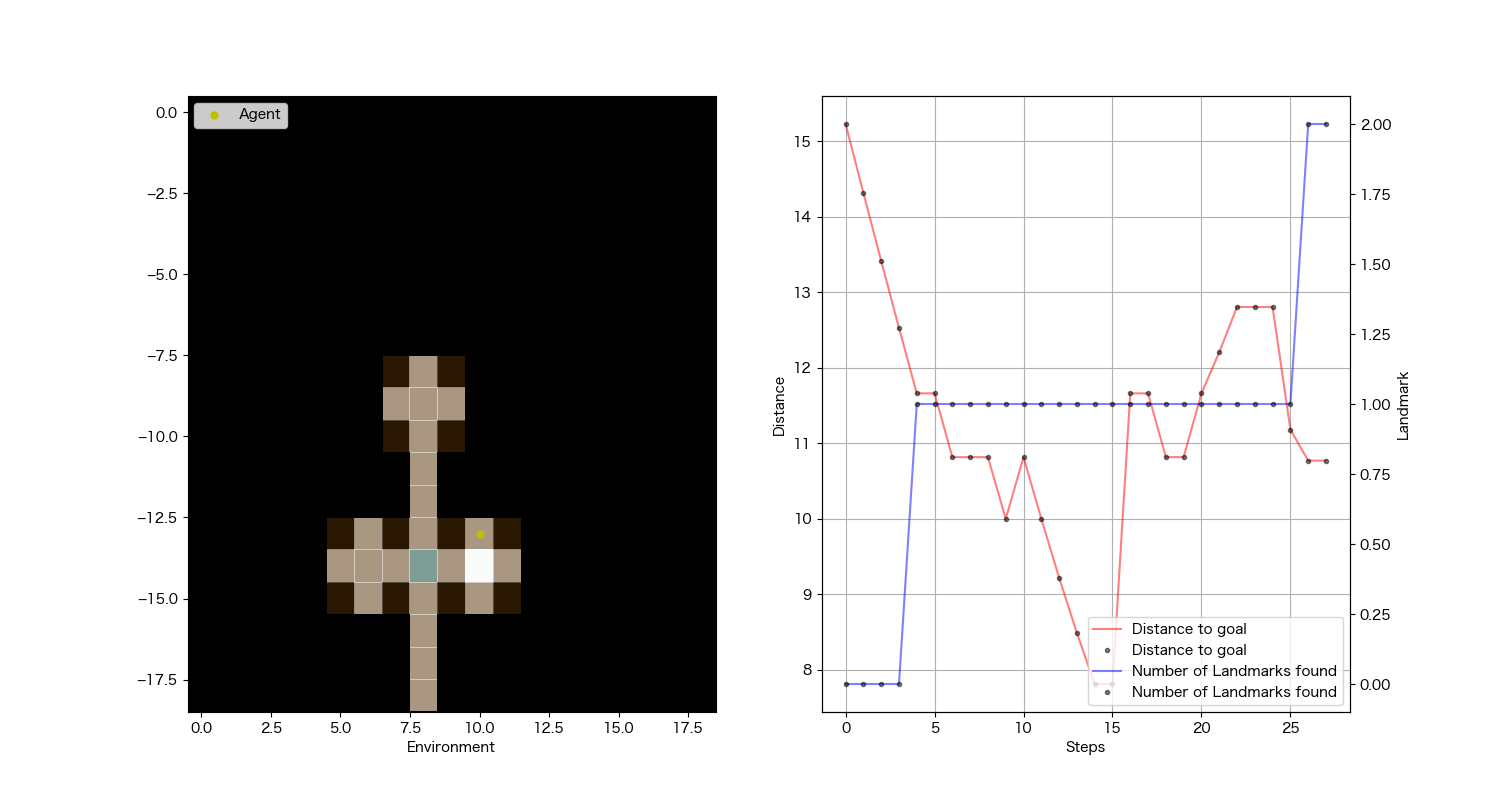 Agent
0.0
−2.5
−5.0
−7.5
−10.0
−12.5
−15.0
−17.5
0.0 2.5 5.0 7.5 10.0 12.5 15.0 17.5
Environment
15
14
13
12
11
10
9
8
Distance
0 5 10 15 20 25
Steps
2.00
1.75
1.50
1.25
1.00
0.75
0.50
0.25
0.00
Landmark
Distance to goal
Distance to goal
Number of Landmarks found
Number of Landmarks found